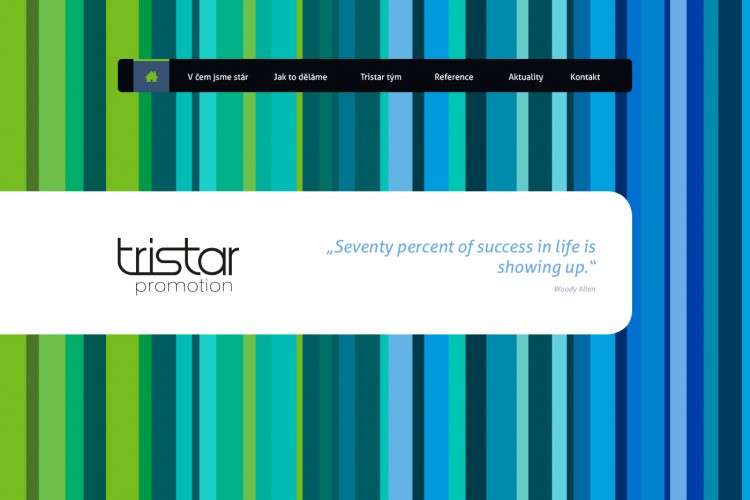 V čem jsme stár Jak to děláme Tristar tým Reference Aktuality Kontakt
tristar
promotion
„Seventy percent of success in life is
showing up.“
Woody Allen